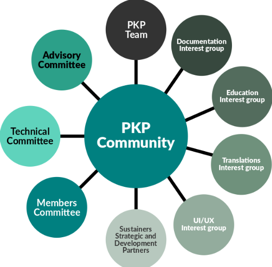 PKP
Team
Documentation
Interest group
Education
Interest group
Translations
Interest group
UI/UX
Interest group
Sustainers
Strategic and
Development
Partners
Members
Committee
Technical
Committee
Advisory
Committee
PKP
Community